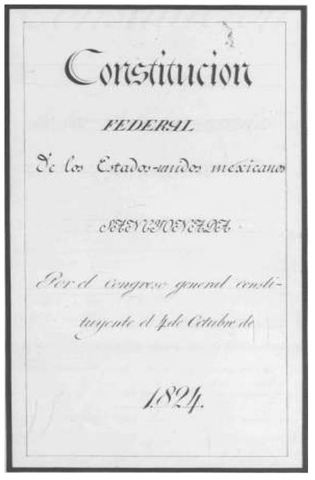 Constitucion
FEDERAL
de los Estados-unidos mexicanos
SANCIONADA
Por el congreso general consti-
tuyente el 4 de Octubre de
1824.